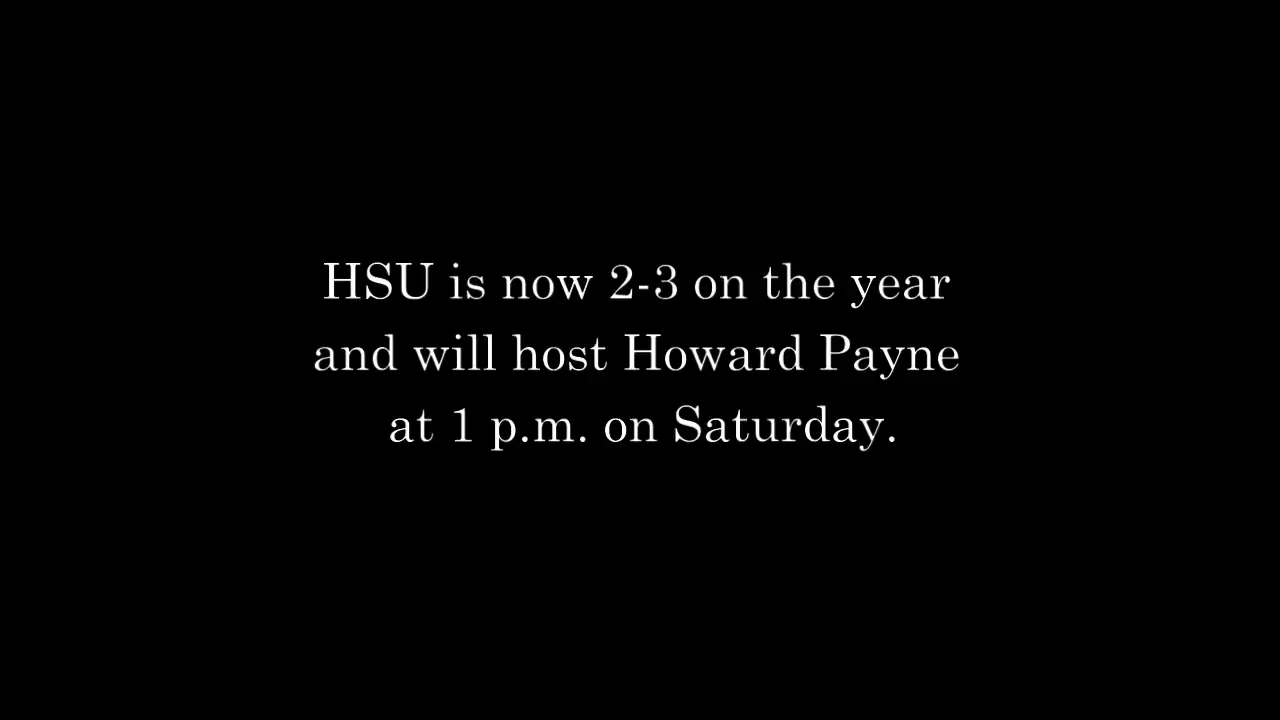 HSU is now 2-3 on the year
and will host Howard Payne
at 1 p.m. on Saturday.